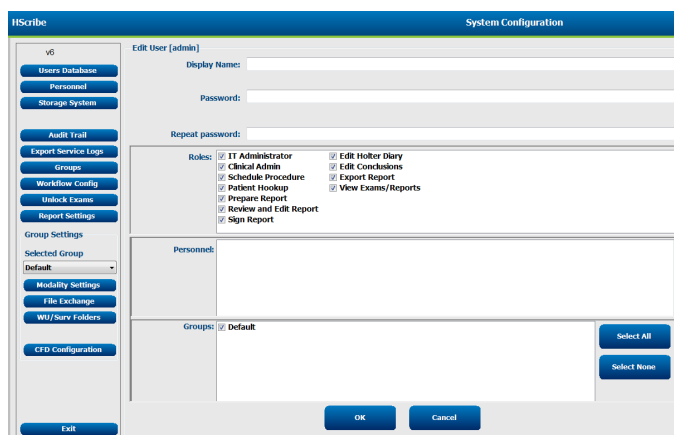 HScribe System Configuration
v6
Users Database
Personnel
Storage System
Audit Trail
Export Service Logs
Groups
Workflow Config
Unlock Exams
Report Settings
Group Settings
Selected Group
Default
Modality Settings
File Exchange
WU/Surv Folders
CFD Configuration
Exit
Edit User [admin]
Display Name:
Password:
Repeat password:
Roles:
IT Administrator
Clinical Admin
Schedule Procedure
Patient Hookup
Prepare Report
Review and Edit Report
Sign Report
Edit Holter Diary
Edit Conclusions
Export Report
View Exams/Reports
Personnel:
Groups: Default
Select All
Select None
OK Cancel